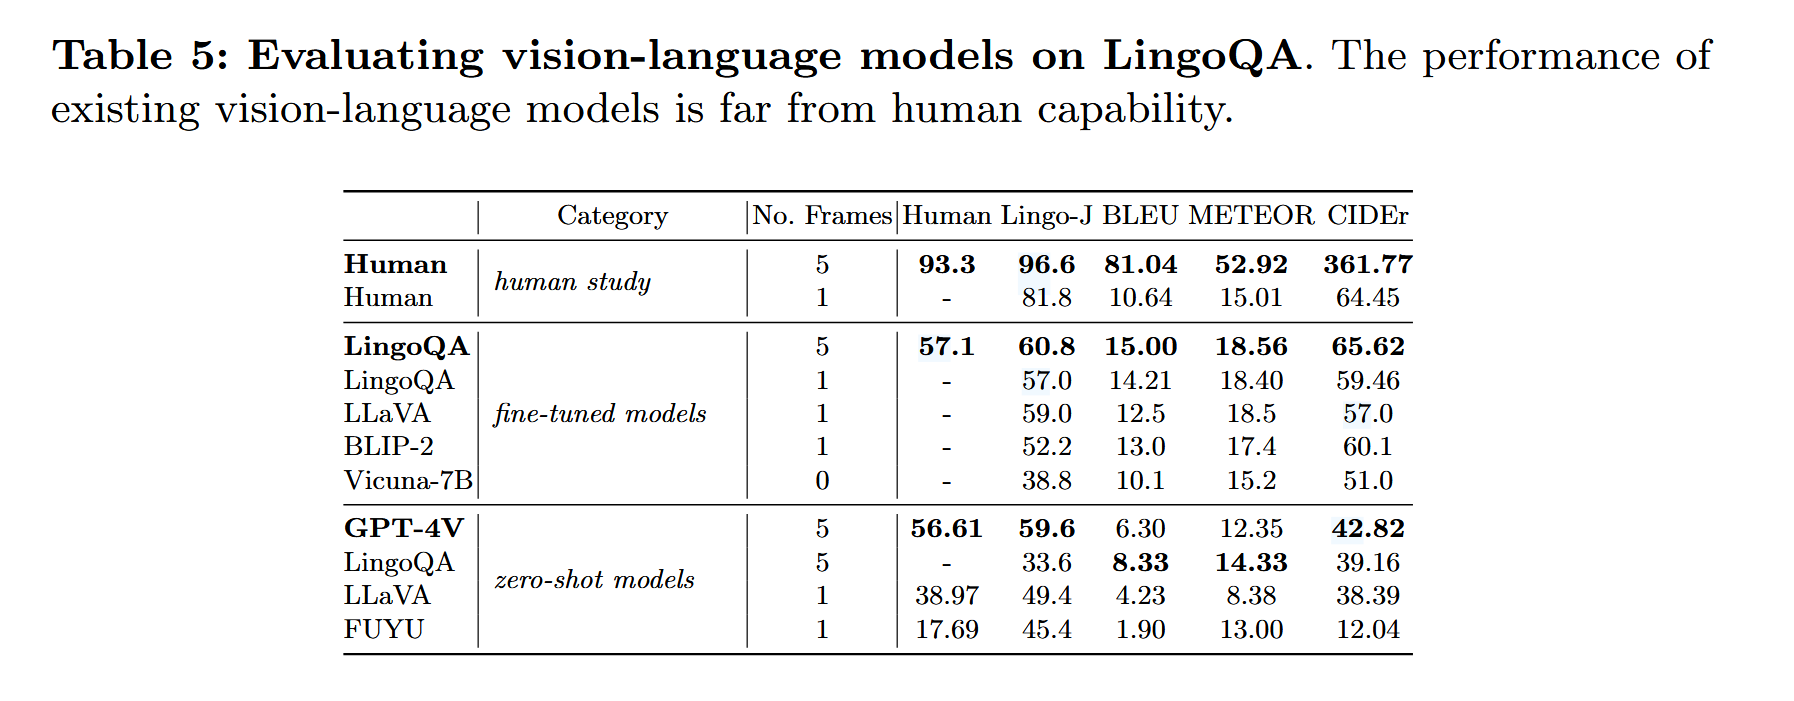 Table 5: Evaluating vision-language models on LingoQA. The performance of
existing vision-language models is far from human capability.
Category No. Frames Human Lingo-J BLEU METEOR CIDEr
Human 5 93.3 96.6 81.04 52.92 361.77
human study
Human 1 - 81.8 10.64 15.01 64.45
LingoQA 5 57.1 60.8 15.00 18.56 65.62
LingoQA 1 - 57.0 14.21 18.40 59.46
LLaVA fine-tuned models 1 - 59.0 12.5 18.5 57.0
BLIP-2 1 - 52.2 13.0 17.4 60.1
Vicuna-7B 0 - 38.8 10.1 15.2 51.0
GPT-4V 5 56.61 59.6 6.30 12.35 42.82
LingoQA 5 - 33.6 8.33 14.33 39.16
zero-shot models
LLaVA 1 38.97 49.4 4.23 8.38 38.39
FUYU 1 17.69 45.4 1.90 13.00 12.04